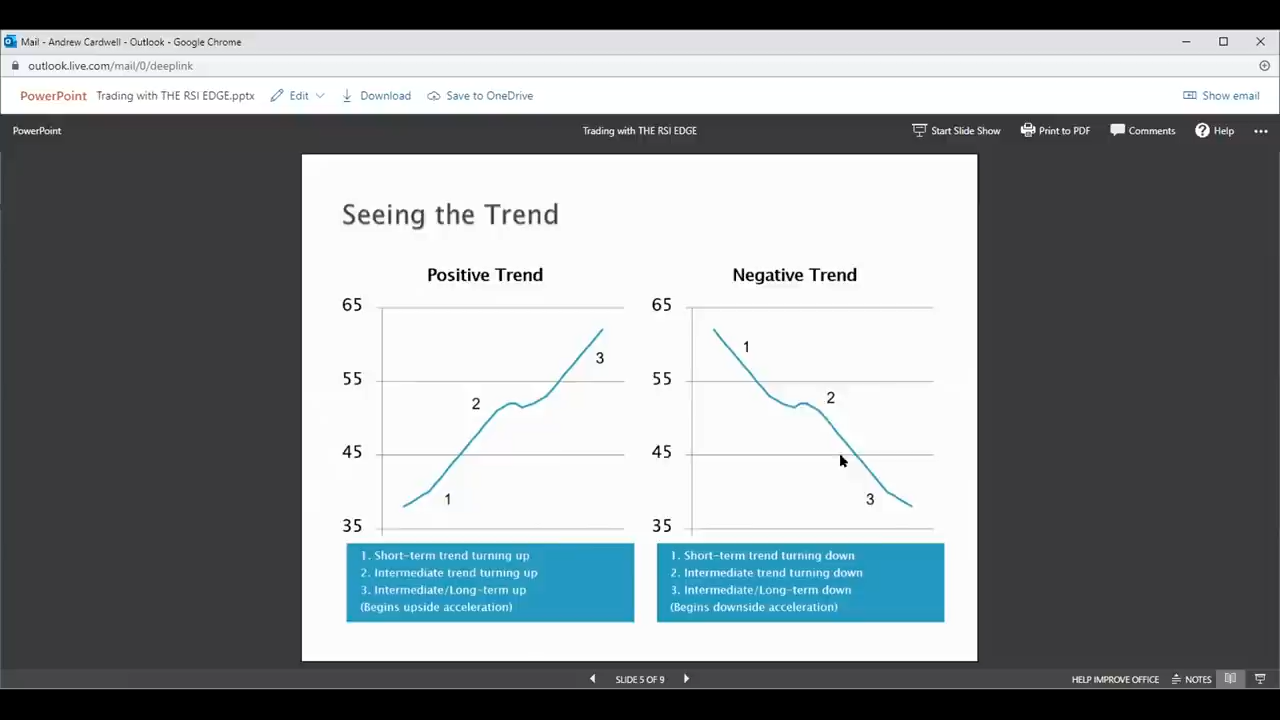 Mail - Andrew Cardwell - Outlook - Google Chrome
outlook.live.com/mail/0/deeplink
PowerPoint Trading with THE RSI EDGE.pptx Edit Download Save to OneDrive Show email
PowerPoint Trading with THE RSI EDGE Start Slide Show Print to PDF Comments Help
Seeing the Trend
Positive Trend
65
55
45
35
1
2
3
1. Short-term trend turning up
2. Intermediate trend turning up
3. Intermediate/Long-term up
(Begins upside acceleration)
Negative Trend
65
55
45
35
1
2
3
1. Short-term trend turning down
2. Intermediate trend turning down
3. Intermediate/Long-term down
(Begins downside acceleration)
SLIDE 5 OF 9 HELP IMPROVE OFFICE NOTES